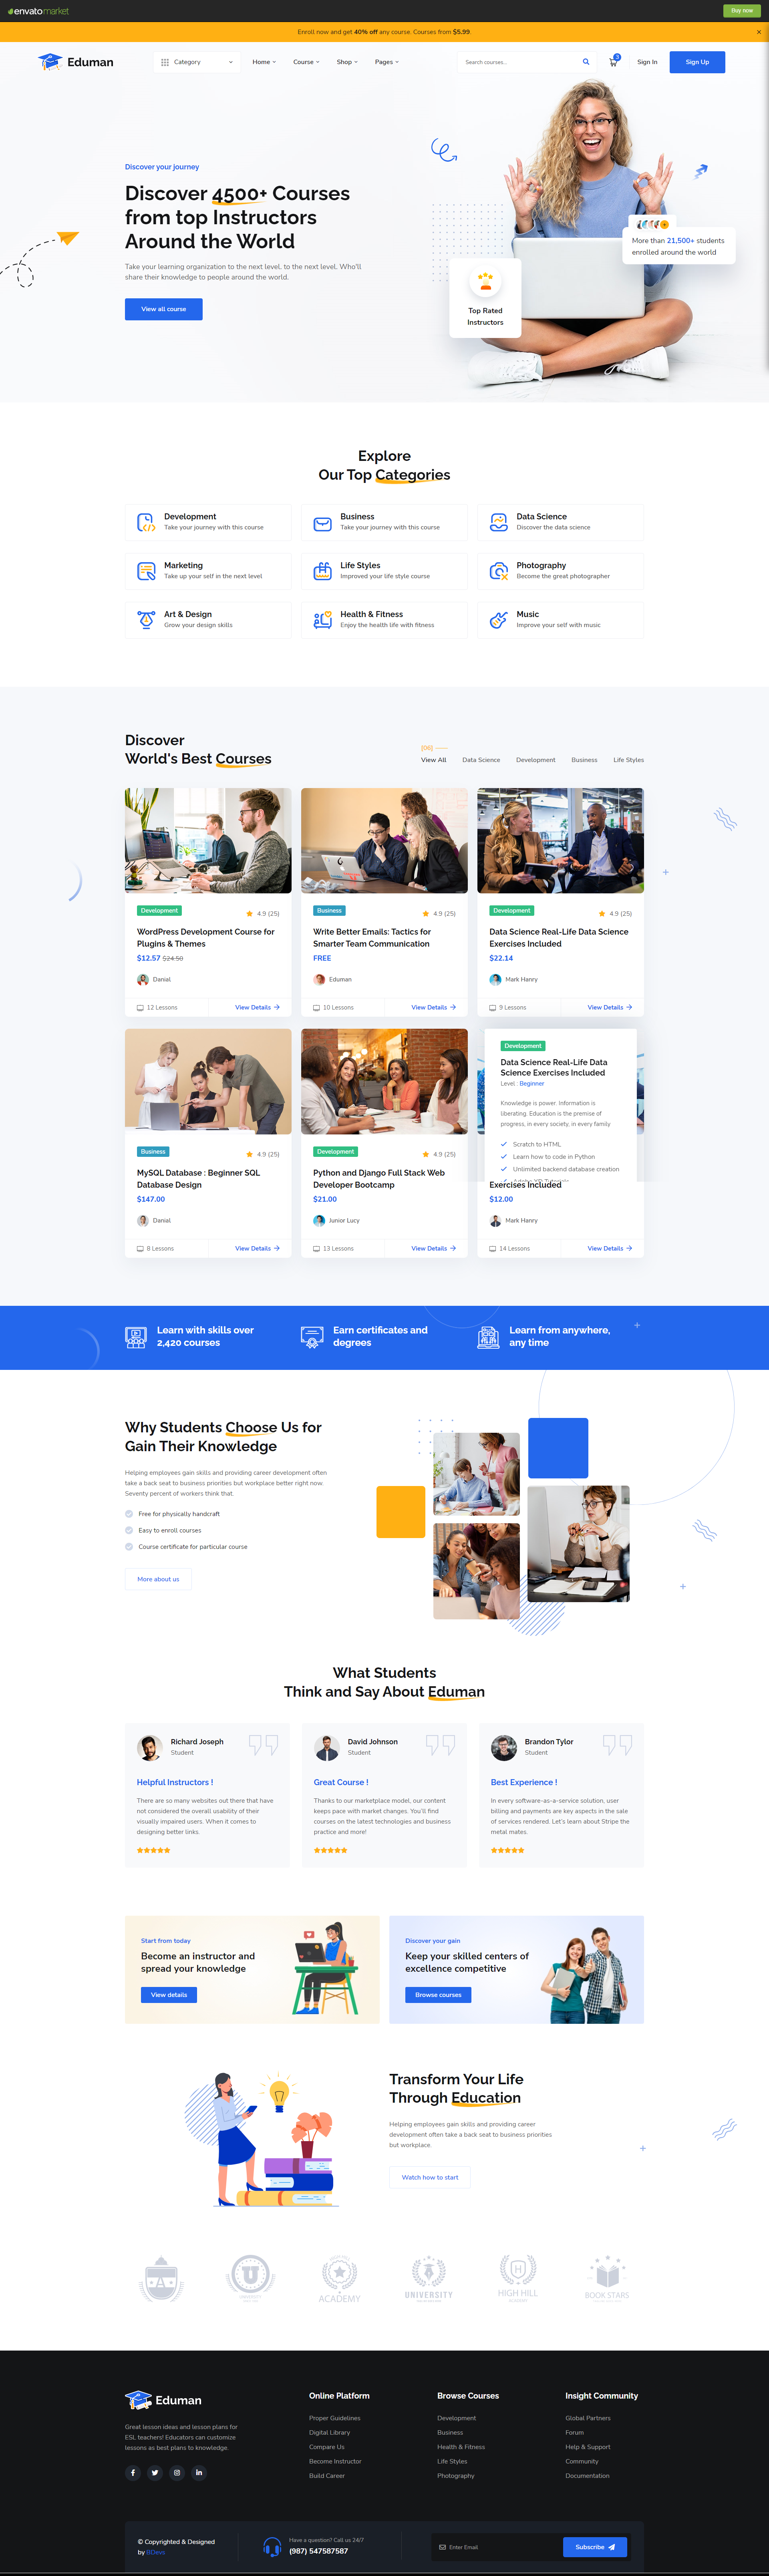 envatomarket
Buy now
Enroll now and get 40% off any course. Courses from $5.99.
Eduman
Category
Home
Course
Shop
Pages
Search courses...
3
Sign In
Sign Up
Discover your journey
Discover 4500+ Courses
from top Instructors
Around the World
Take your learning organization to the next level. to the next level. Who'll
share their knowledge to people around the world.
View all course
More than 21,500+ students
enrolled around the world
Top Rated
Instructors
Explore
Our Top Categories
Development
Take your journey with this course
Business
Take your journey with this course
Data Science
Discover the data science
Marketing
Take up your self in the next level
Life Styles
Improved your life style course
Photography
Become the great photographer
Art & Design
Grow your design skills
Health & Fitness
Enjoy the health life with fitness
Music
Improve your self with music
Discover
World's Best Courses
[06]
View All
Data Science
Development
Business
Life Styles
Development
4.9 (25)
WordPress Development Course for
Plugins & Themes
$12.57 $24.50
Danial
12 Lessons
View Details
Business
4.9 (25)
Write Better Emails: Tactics for
Smarter Team Communication
FREE
Eduman
10 Lessons
View Details
Development
4.9 (25)
Data Science Real-Life Data Science
Exercises Included
$22.14
Mark Hanry
9 Lessons
View Details
Business
4.9 (25)
MySQL Database : Beginner SQL
Database Design
$147.00
Danial
8 Lessons
View Details
Development
4.9 (25)
Python and Django Full Stack Web
Developer Bootcamp
$21.00
Junior Lucy
13 Lessons
View Details
Development
Data Science Real-Life Data
Science Exercises Included
Level : Beginner
Knowledge is power. Information is
liberating. Education is the premise of
progress, in every society, in every family
Scratch to HTML
Learn how to code in Python
Unlimited backend database creation
Exercises Included
$12.00
Mark Hanry
14 Lessons
View Details
Learn with skills over
2,420 courses
Earn certificates and
degrees
Learn from anywhere,
any time
Why Students Choose Us for
Gain Their Knowledge
Helping employees gain skills and providing career development often
take a back seat to business priorities but workplace better right now.
Seventy percent of workers think that.
Free for physically handcraft
Easy to enroll courses
Course certificate for particular course
More about us
What Students
Think and Say About Eduman
Richard Joseph
Student
Helpful Instructors !
There are so many websites out there that have
not considered the overall usability of their
visually impaired users. When it comes to
designing better links.
David Johnson
Student
Great Course !
Thanks to our marketplace model, our content
keeps pace with market changes. You'll find
courses on the latest technologies and business
practice and more!
Brandon Tylor
Student
Best Experience !
In every software-as-a-service solution, user
billing and payments are key aspects in the sale
of services rendered. Let's learn about Stripe the
metal mates.
Start from today
Become an instructor and
spread your knowledge
View details
Discover your gain
Keep your skilled centers of
excellence competitive
Browse courses
Transform Your Life
Through Education
Helping employees gain skills and providing career
development often take a back seat to business priorities
but workplace.
Watch how to start
A
U
UNIVERSITY
ACADEMY
UNIVERSITY
H
HIGH HILL
ACADEMY
BOOK STARS
Eduman
Great lesson ideas and lesson plans for
ESL teachers! Educators can customize
lessons as best plans to knowledge.
Online Platform
Proper Guidelines
Digital Library
Compare Us
Become Instructor
Build Career
Browse Courses
Development
Business
Health & Fitness
Life Styles
Photography
Insight Community
Global Partners
Forum
Help & Support
Community
Documentation
© Copyrighted & Designed
by BDevs
Have a question? Call us 24/7
(987) 547587587
Enter Email
Subscribe